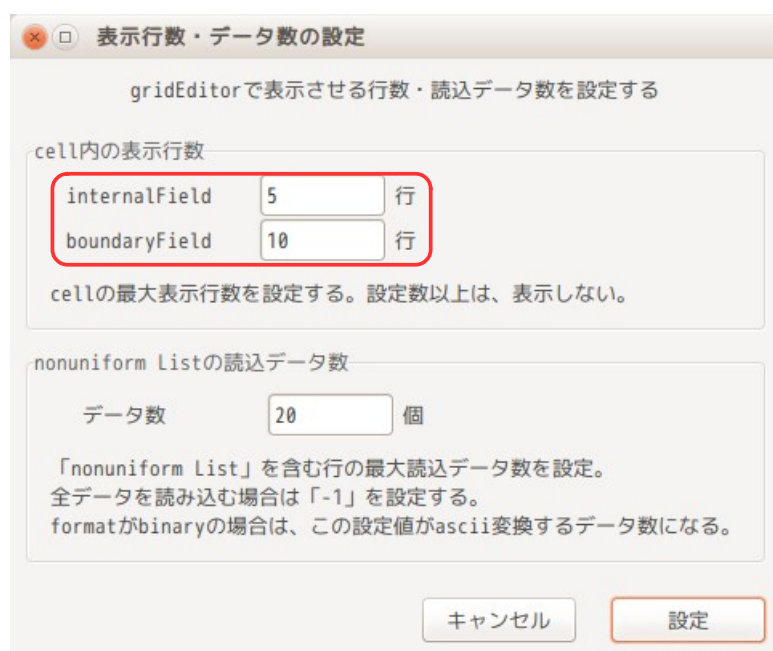 表示行数・データ数の設定
gridEditorで表示させる行数・読込データ数を設定する
cell内の表示行数
internalField 5 行
boundaryField 10 行
cellの最大表示行数を設定する。設定数以上は、表示しない。
nonuniform Listの読込データ数
データ数 20 個
「nonuniform List」を含む行の最大読込データ数を設定。
全データを読み込む場合は「-1」を設定する。
formatがbinaryの場合は、この設定値がascii変換するデータ数になる。
キャンセル 設定